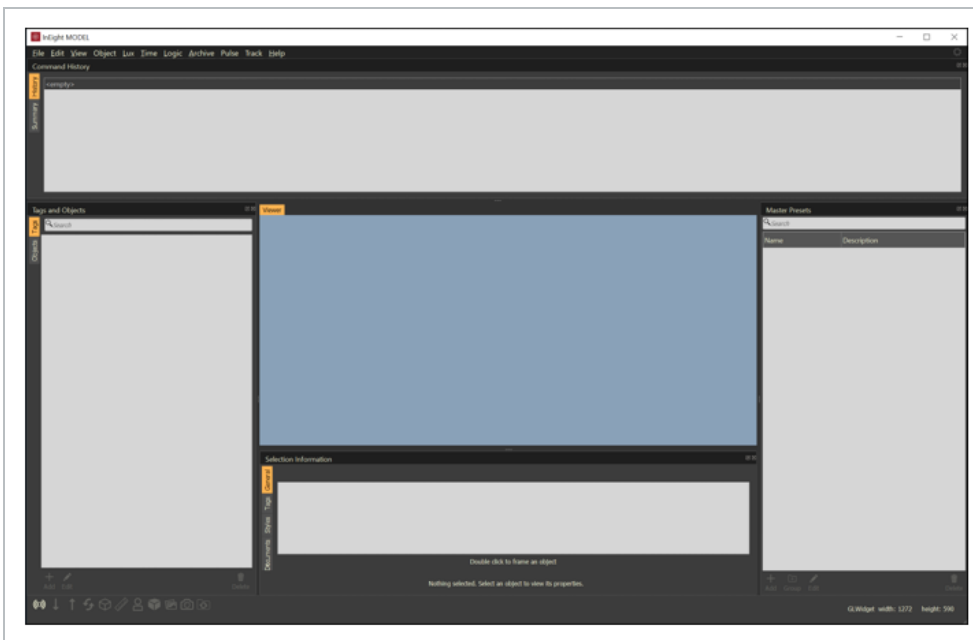 InEight MODEL
File Edit View Object Lux Time Logic Archive Pulse Track Help
Command History
History
Summary
<empty>
Tags and Objects
Tags
Objects
Search
Add Edit Delete
Viewer
Selection Information
General
Tags
Styles
Documents
Double click to frame an object
Nothing selected. Select an object to view its properties.
Master Presets
Search
Name Description
Add Group Edit Delete
GLWidget width: 1272 height: 590